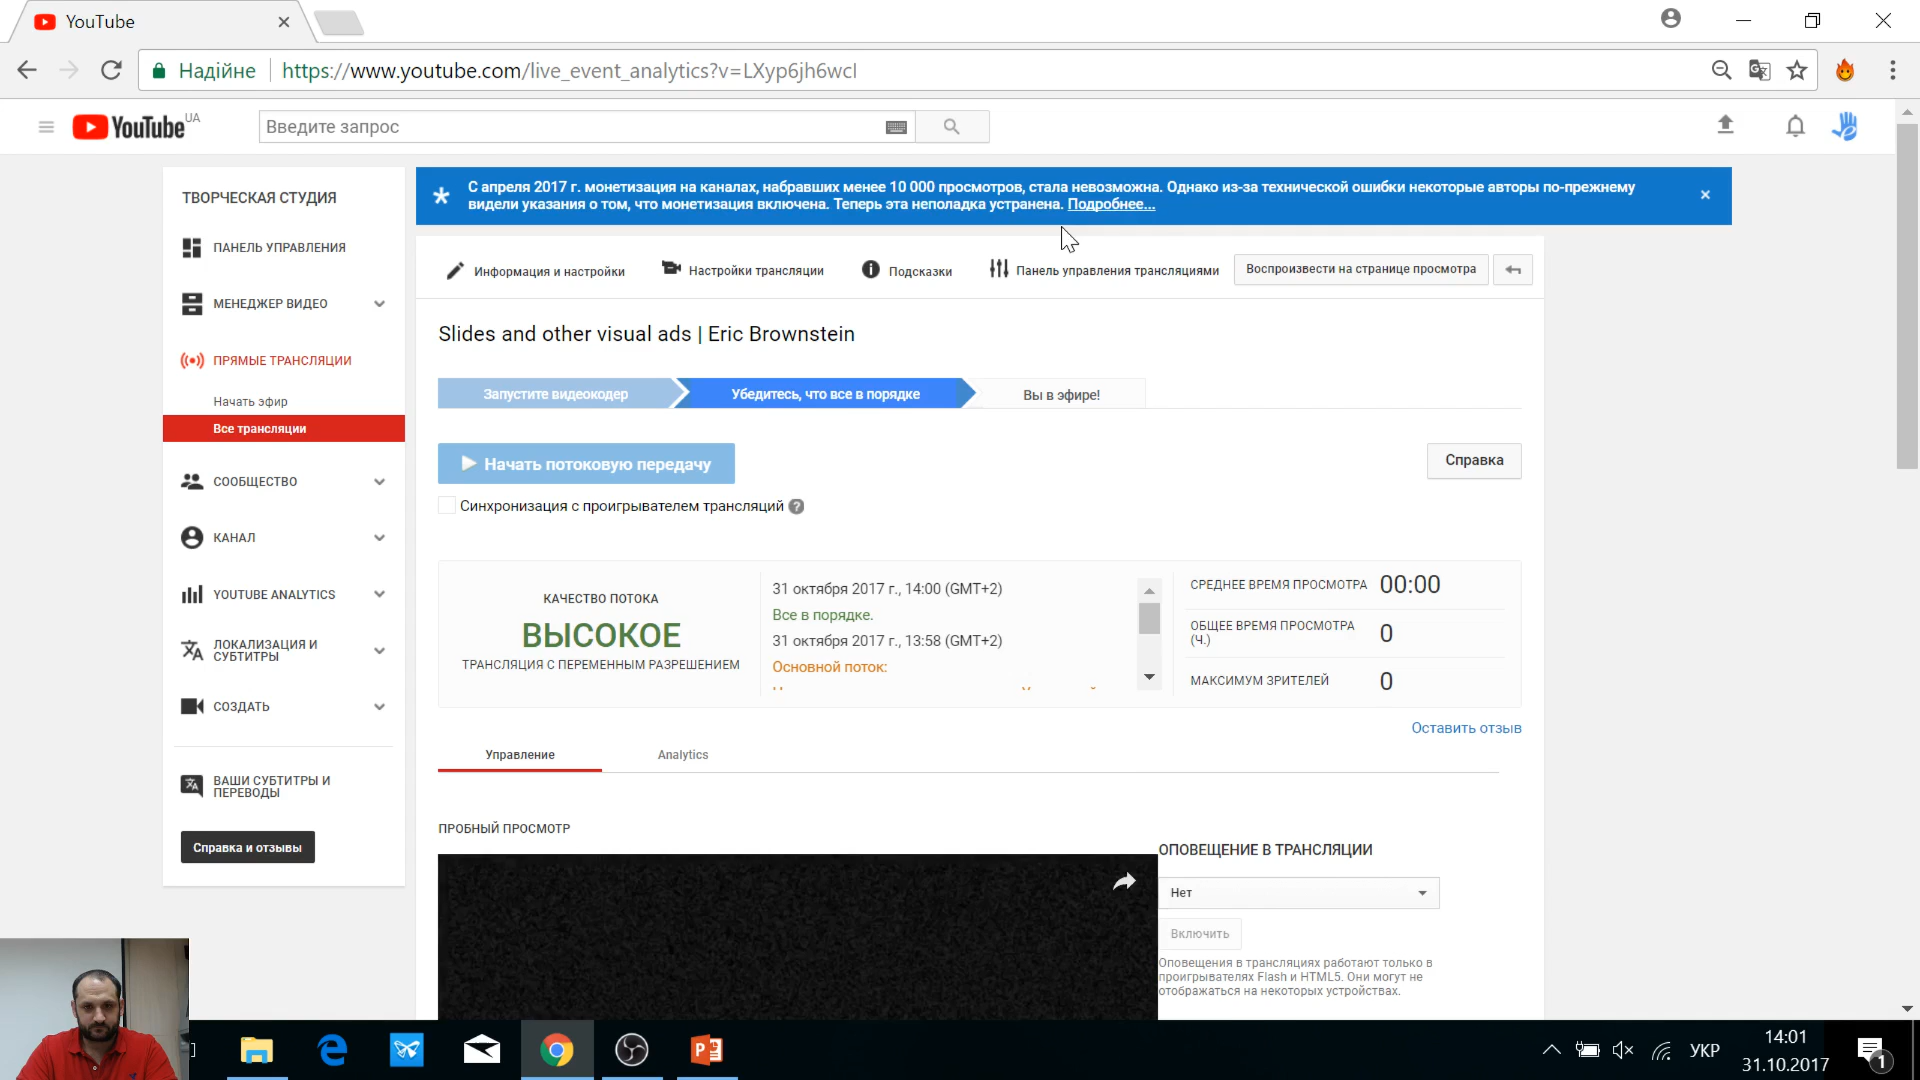 YouTube
Надійне
https://www.youtube.com/live_event_analytics?v=LXyp6jh6wcI
YouTube UA
Введите запрос
ТВОРЧЕСКАЯ СТУДИЯ
ПАНЕЛЬ УПРАВЛЕНИЯ
МЕНЕДЖЕР ВИДЕО
ПРЯМЫЕ ТРАНСЛЯЦИИ
Начать эфир
Все трансляции
СООБЩЕСТВО
КАНАЛ
YOUTUBE ANALYTICS
ЛОКАЛИЗАЦИЯ И
СУБТИТРЫ
СОЗДАТЬ
ВАШИ СУБТИТРЫ И
ПЕРЕВОДЫ
Справка и отзывы
С апреля 2017 г. монетизация на каналах, набравших менее 10 000 просмотров, стала невозможна. Однако из-за технической ошибки некоторые авторы по-прежнему
видели указания о том, что монетизация включена. Теперь эта неполадка устранена. Подробнее...
Информация и настройки
Настройки трансляции
Подсказки
Панель управления трансляциями
Воспроизвести на странице просмотра
Slides and other visual ads | Eric Brownstein
Запустите видеокодер
Убедитесь, что все в порядке
Вы в эфире!
Начать потоковую передачу
Справка
Синхронизация с проигрывателем трансляций
КАЧЕСТВО ПОТОКА
ВЫСОКОЕ
ТРАНСЛЯЦИЯ С ПЕРЕМЕННЫМ РАЗРЕШЕНИЕМ
31 октября 2017 г., 14:00 (GMT+2)
Все в порядке.
31 октября 2017 г., 13:58 (GMT+2)
Основной поток:
СРЕДНЕЕ ВРЕМЯ ПРОСМОТРА 00:00
ОБЩЕЕ ВРЕМЯ ПРОСМОТРА
(Ч.) 0
МАКСИМУМ ЗРИТЕЛЕЙ 0
Оставить отзыв
Управление
Analytics
ПРОБНЫЙ ПРОСМОТР
ОПОВЕЩЕНИЕ В ТРАНСЛЯЦИИ
Нет
Включить
Оповещения в трансляциях работают только в
проигрывателях Flash и HTML5. Они могут не
отображаться на некоторых устройствах.
УКР
14:01
31.10.2017
1